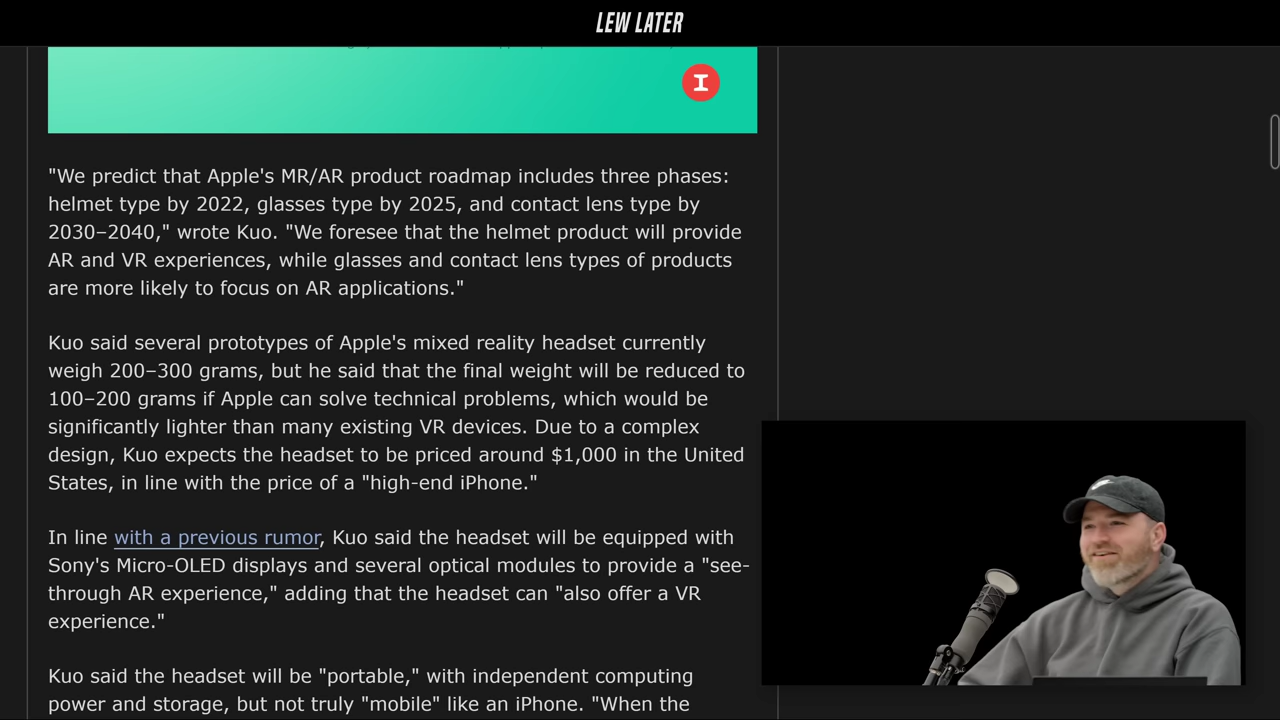 LEW LATER
I
"We predict that Apple's MR/AR product roadmap includes three phases:
helmet type by 2022, glasses type by 2025, and contact lens type by
2030–2040," wrote Kuo. "We foresee that the helmet product will provide
AR and VR experiences, while glasses and contact lens types of products
are more likely to focus on AR applications."
Kuo said several prototypes of Apple's mixed reality headset currently
weigh 200–300 grams, but he said that the final weight will be reduced to
100–200 grams if Apple can solve technical problems, which would be
significantly lighter than many existing VR devices. Due to a complex
design, Kuo expects the headset to be priced around $1,000 in the United
States, in line with the price of a "high-end iPhone."
In line with a previous rumor, Kuo said the headset will be equipped with
Sony's Micro-OLED displays and several optical modules to provide a "see-
through AR experience," adding that the headset can "also offer a VR
experience."
Kuo said the headset will be "portable," with independent computing
power and storage, but not truly "mobile" like an iPhone. "When the